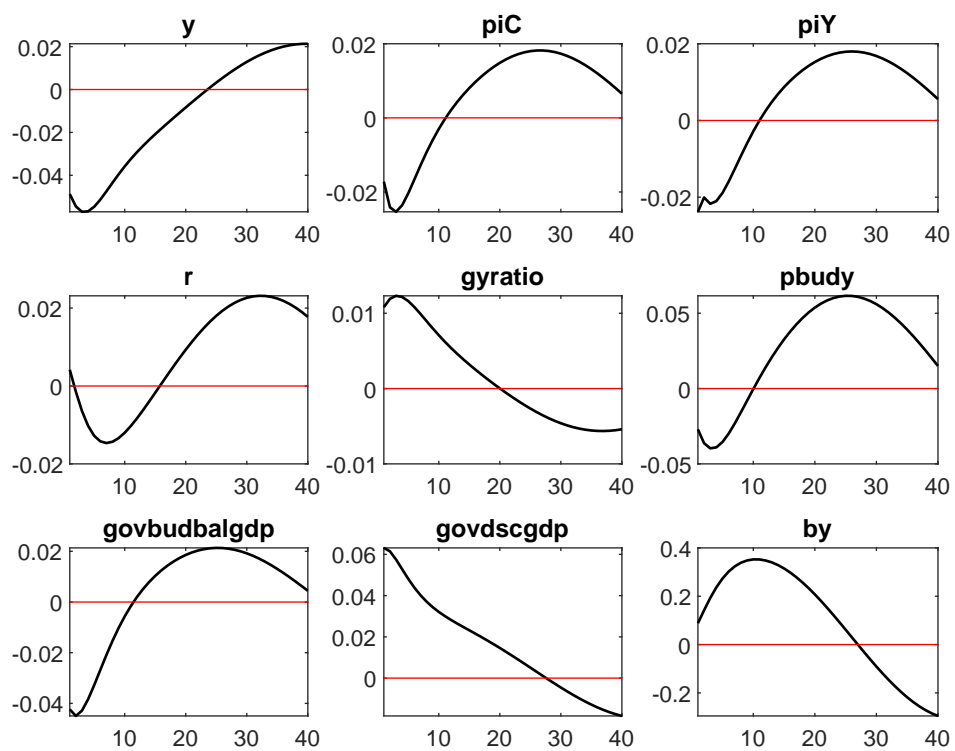 y piC piY
0.02 0.02 0.02
0 0 0
-0.02
-0.04 -0.02 -0.02
10 20 30 40 10 20 30 40 10 20 30 40
r gyratio pbudy
0.02 0.01 0.05
0 0 0
-0.02 -0.01 -0.05
10 20 30 40 10 20 30 40 10 20 30 40
govbudbalgdp govdscgdp by
0.02 0.06 0.4
0 0.04 0.2
-0.02 0.02 0
-0.04 0 -0.2
10 20 30 40 10 20 30 40 10 20 30 40